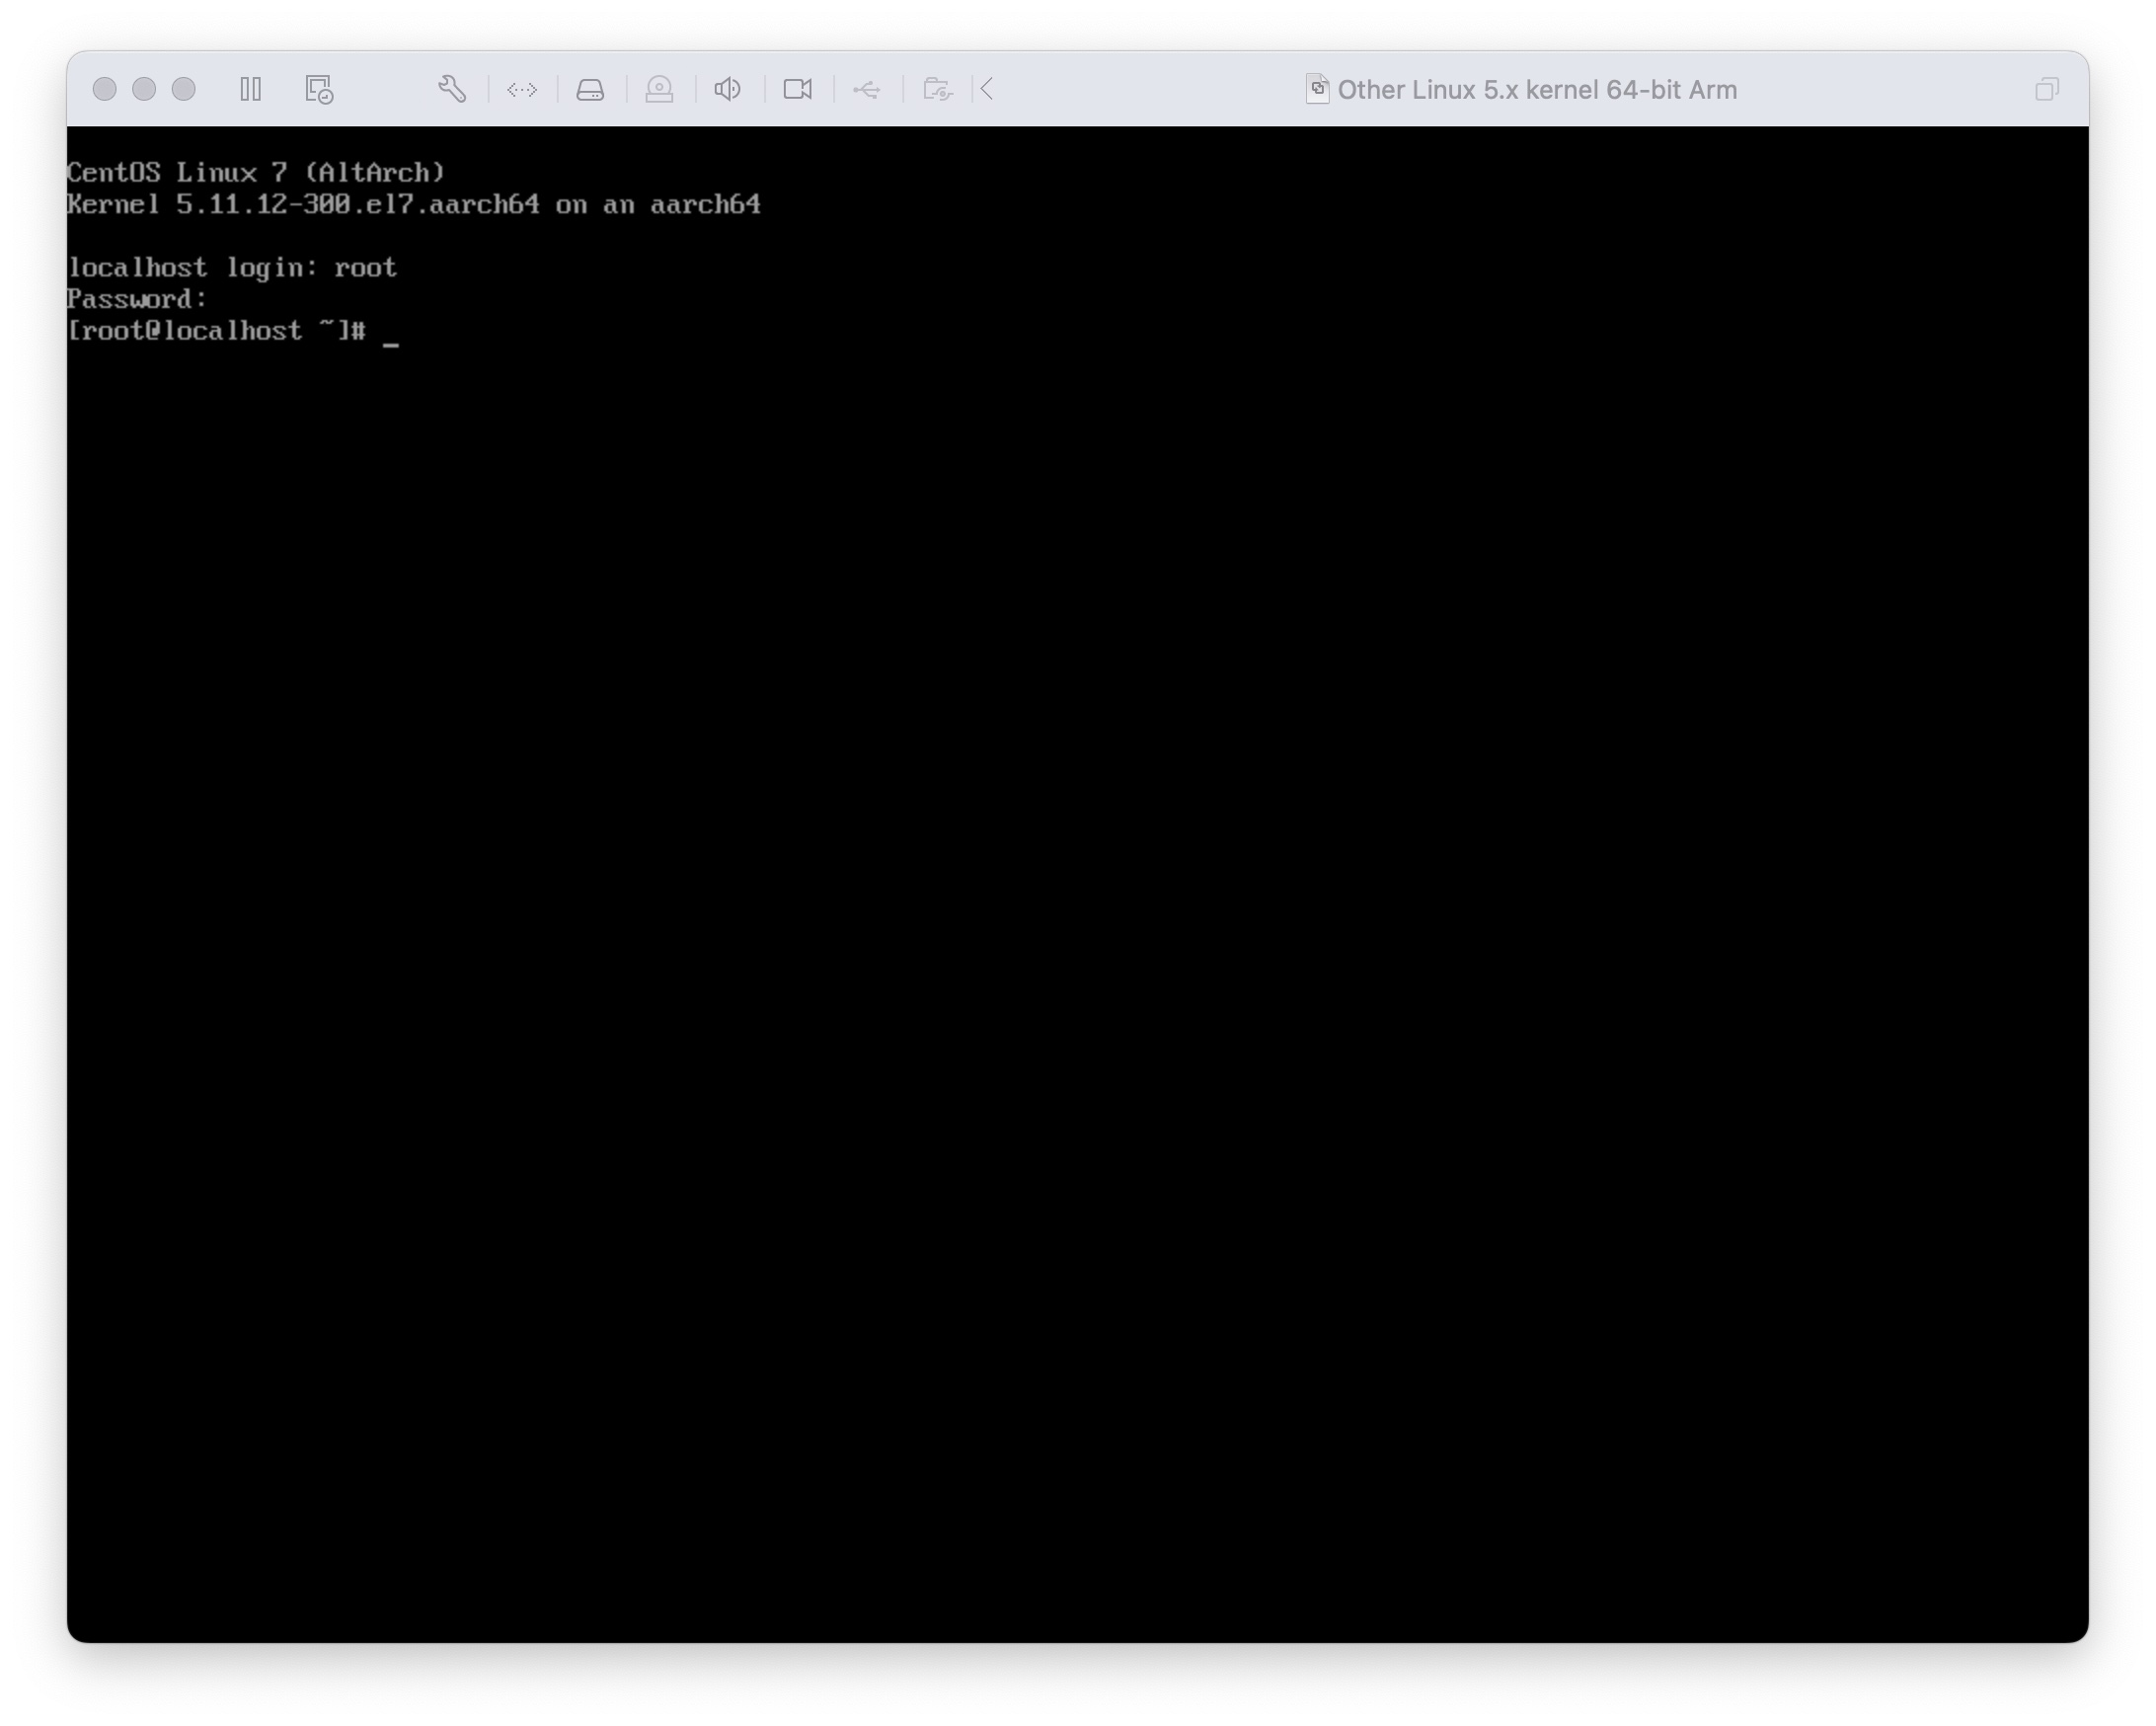 Other Linux 5.x kernel 64-bit Arm
CentOS Linux 7 (AltArch)
Kernel 5.11.12-300.el7.aarch64 on an aarch64
localhost login: root
Password:
[root@localhost ~]# _